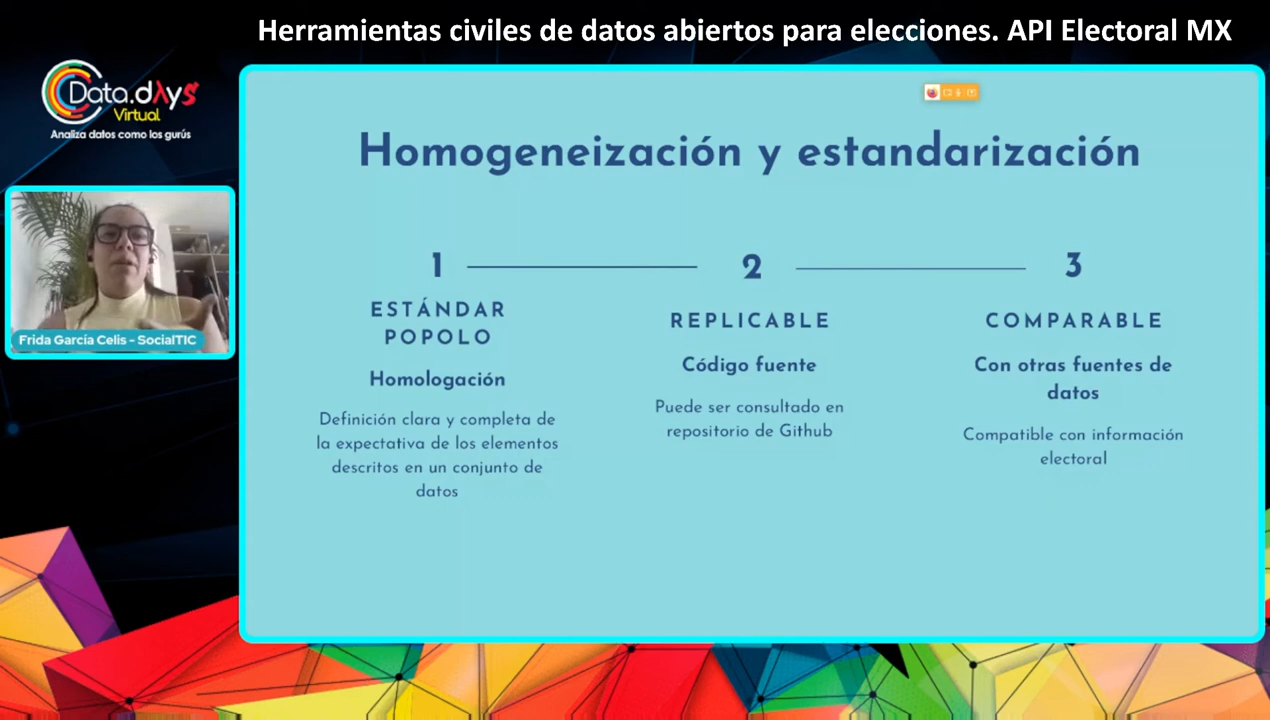 Herramientas civiles de datos abiertos para elecciones. API Electoral MX
Data.dAys
Virtual
Analiza datos como los gurús
Frida García Celis - SocialTIC
Homogeneización y estandarización
1
ESTÁNDAR
POPOLO
Homologación
Definición clara y completa de
la expectativa de los elementos
descritos en un conjunto de
datos
2
REPLICABLE
Código fuente
Puede ser consultado en
repositorio de Github
3
COMPARABLE
Con otras fuentes de
datos
Compatible con información
electoral